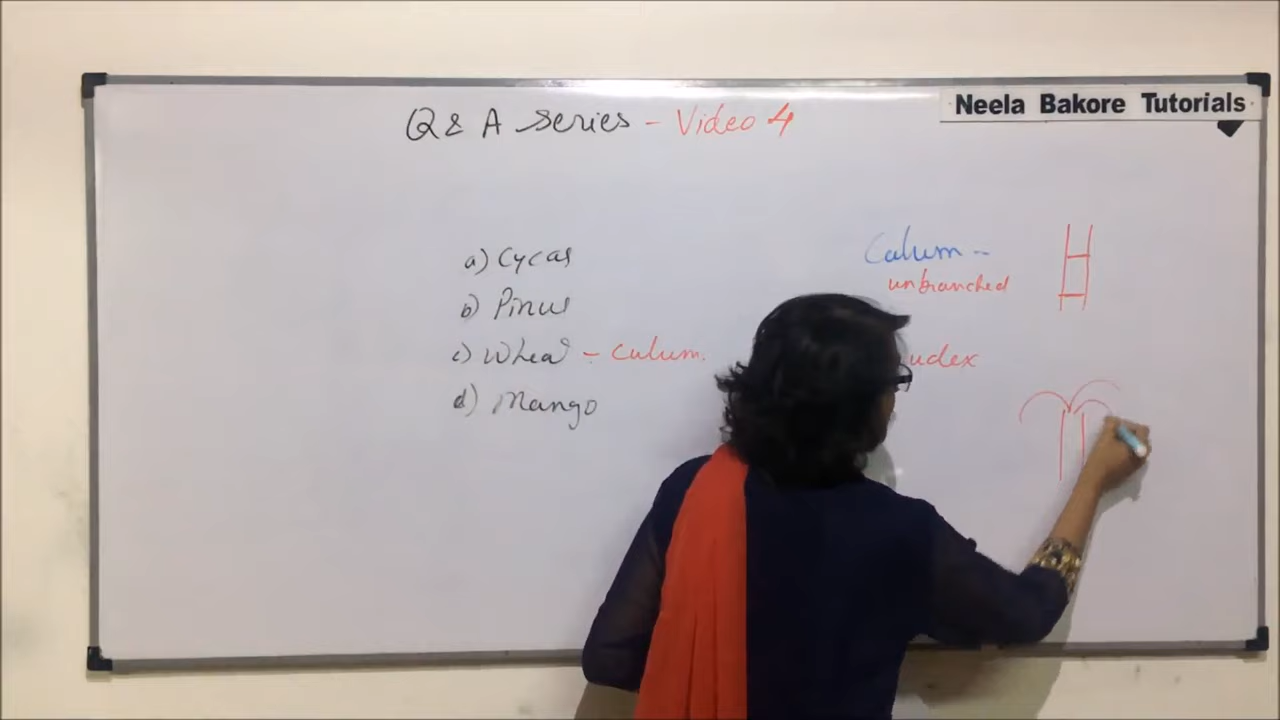 Neela Bakore Tutorials
Q & A Series - Video 4
a) Cycas
b) Pinus
c) Wheat - Culum.
d) Mango
Culum --
unbranched
udex